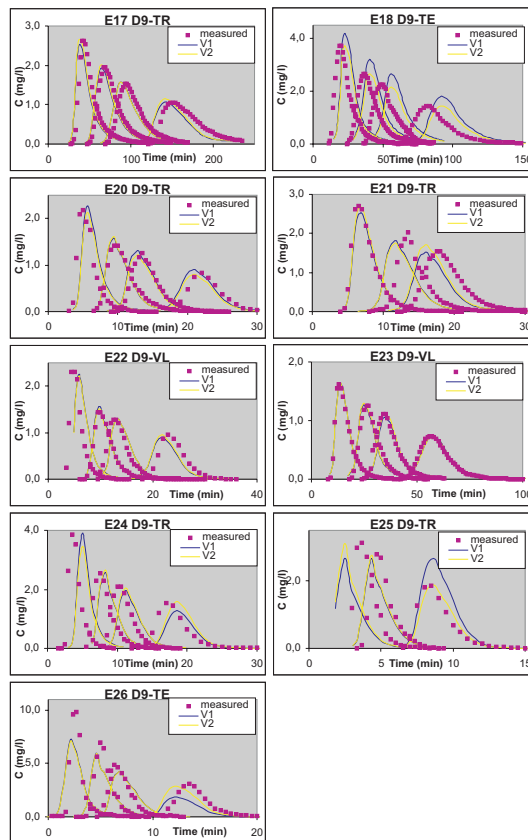 E17 D9-TR
C (mg/l)
3,0
2,0
1,0
0,0
0
100
200
Time (min)
measured
V1
V2
E18 D9-TE
C (mg/l)
4,0
2,0
0,0
0
50
100
150
Time (min)
measured
V1
V2
E20 D9-TR
C (mg/l)
2,0
1,0
0,0
0
10
20
30
Time (min)
measured
V1
V2
E21 D9-TR
C (mg/l)
3,0
2,0
1,0
0,0
0
10
20
30
Time (min)
measured
V1
V2
E22 D9-VL
C (mg/l)
2,0
1,0
0,0
0
20
40
Time (min)
measured
V1
V2
E23 D9-VL
C (mg/l)
2,0
1,0
0,0
0
50
100
Time (min)
measured
V1
V2
E24 D9-TR
C (mg/l)
4,0
2,0
0,0
0
10
20
30
Time (min)
measured
V1
V2
E25 D9-TR
C (mg/l)
2,0
0,0
0
5
10
15
Time (min)
measured
V1
V2
E26 D9-TE
C (mg/l)
10,0
5,0
0,0
0
10
20
Time (min)
measured
V1
V2